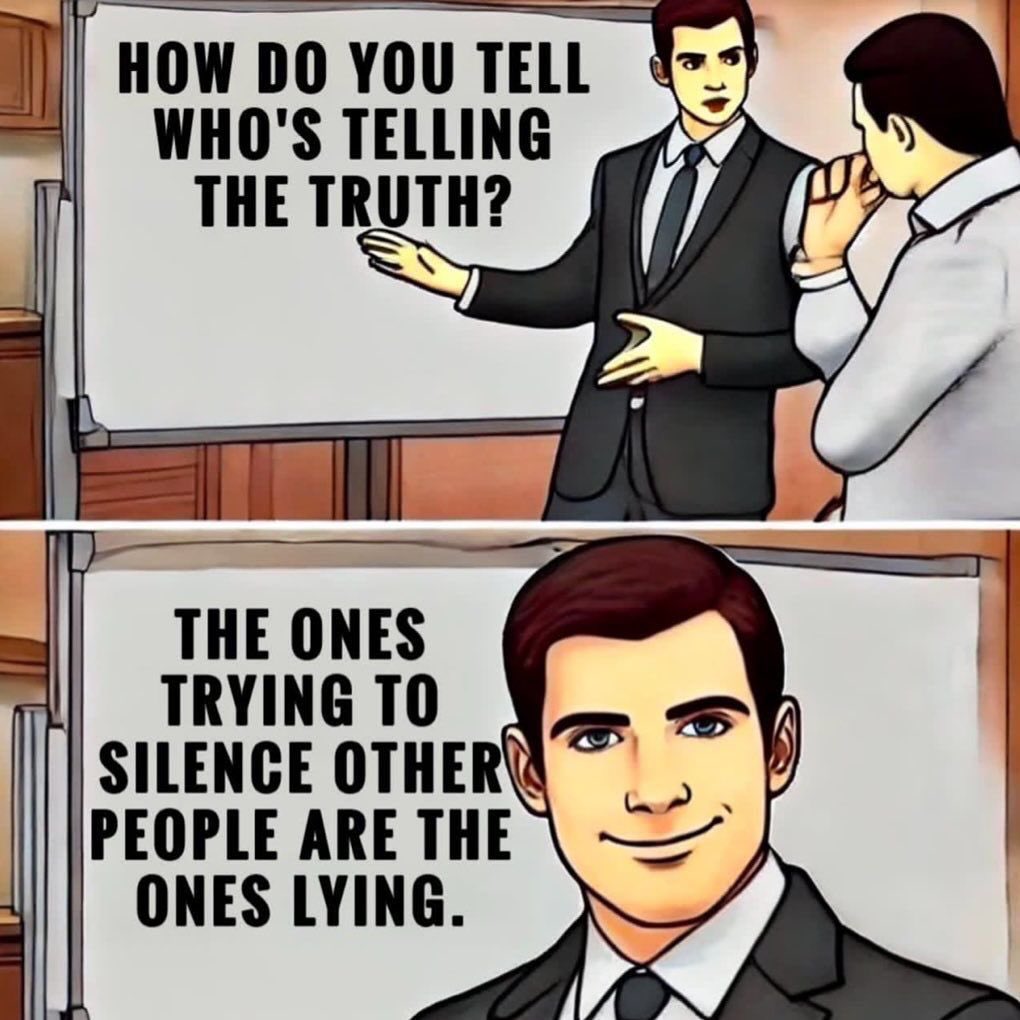 HOW DO YOU TELL
WHO'S TELLING
THE TRUTH?
THE ONES
TRYING TO
SILENCE OTHER
PEOPLE ARE THE
ONES LYING.